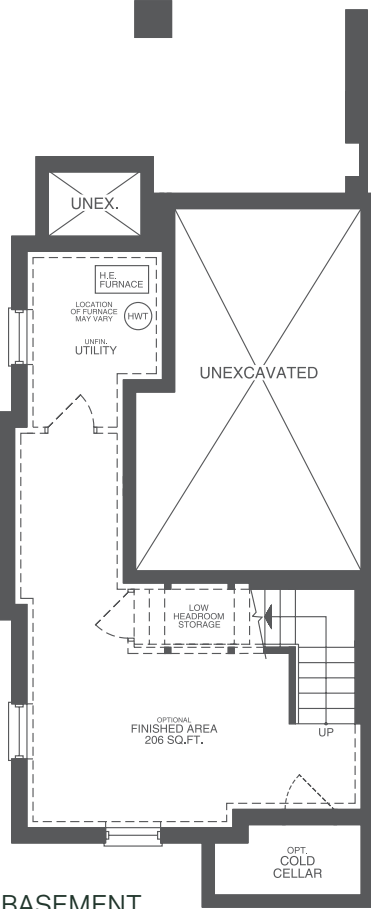 UNEX.
H.E.
FURNACE
LOCATION
OF FURNACE
MAY VARY
HWT
UNFIN.
UTILITY
UNEXCAVATED
LOW
HEADROOM
STORAGE
OPTIONAL
FINISHED AREA
206 SQ.FT.
UP
OPT.
COLD
CELLAR
BASEMENT